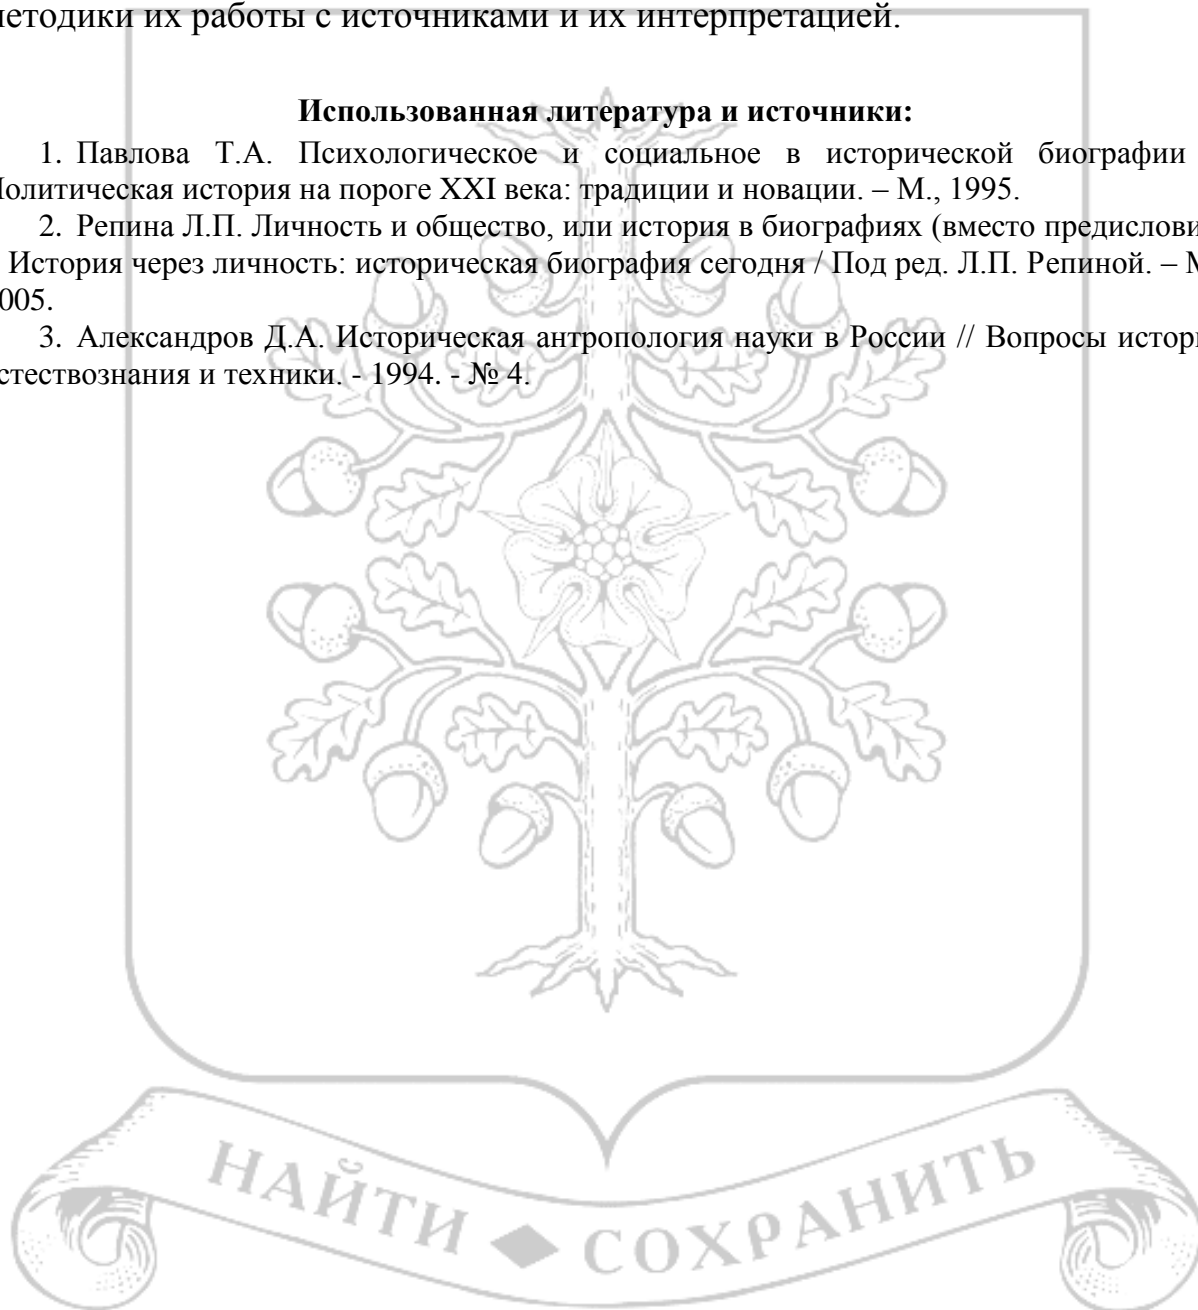 методики их работы с источниками и их интерпретацией.
Использованная литература и источники:
1. Павлова Т.А. Психологическое и социальное в исторической биографии
Политическая история на пороге XXI века: традиции и новации. – М., 1995.
2. Репина Л.П. Личность и общество, или история в биографиях (вместо предислови
История через личность: историческая биография сегодня / Под ред. Л.П. Репиной. – М
005.
3. Александров Д.А. Историческая антропология науки в России // Вопросы истори
стествознания и техники. - 1994. - № 4.
НАЙТИ ◆ СОХРАНИТЬ